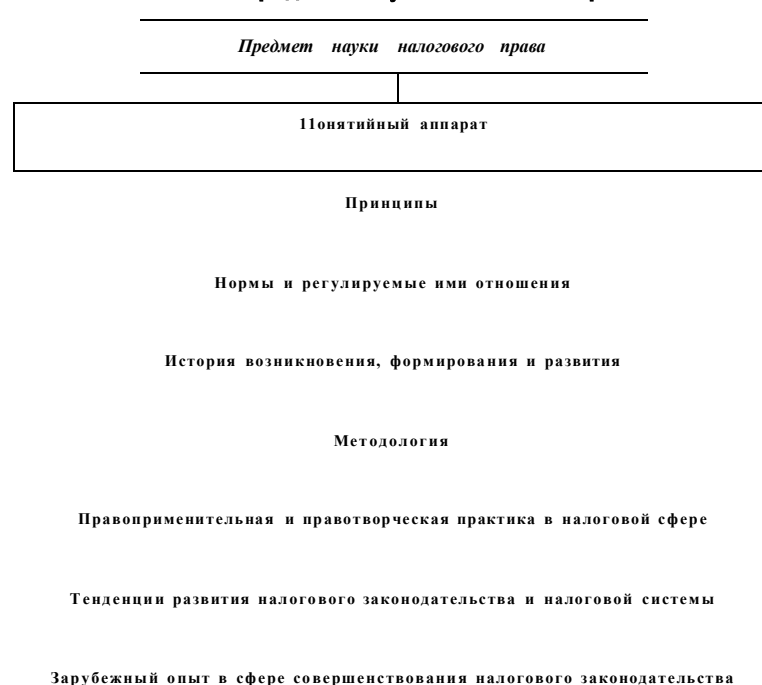 Предмет науки налогового права
11онятийный аппарат
Принципы
Нормы и регулируемые ими отношения
История возникновения, формирования и развития
Методология
Правоприменительная и правотворческая практика в налоговой сфере
Тенденции развития налогового законодательства и налоговой системы
Зарубежный опыт в сфере совершенствования налогового законодательства